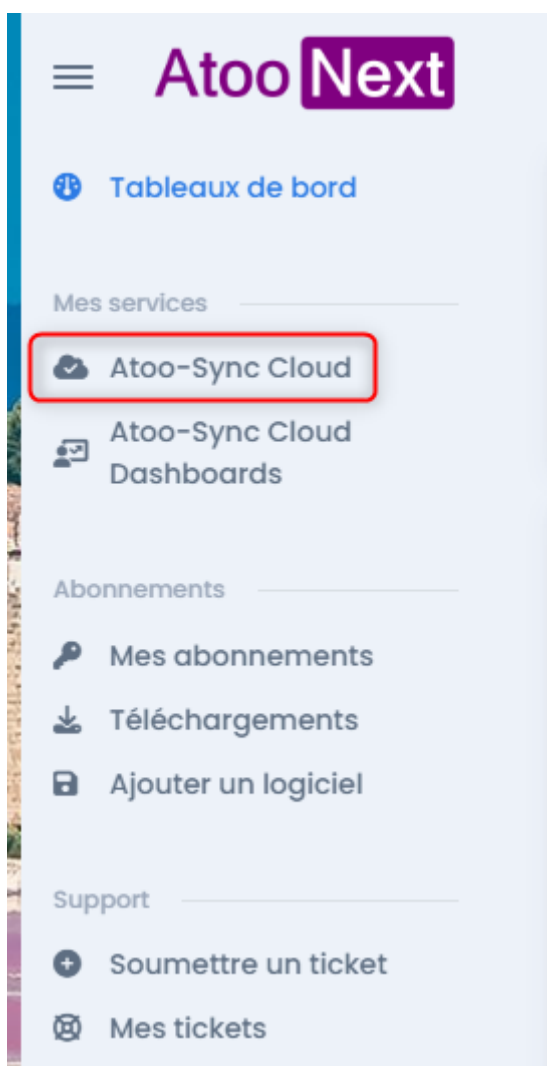 Atoo Next
Tableaux de bord
Mes services
Atoo-Sync Cloud
Atoo-Sync Cloud
Dashboards
Abonnements
Mes abonnements
Téléchargements
Ajouter un logiciel
Support
Soumettre un ticket
Mes tickets